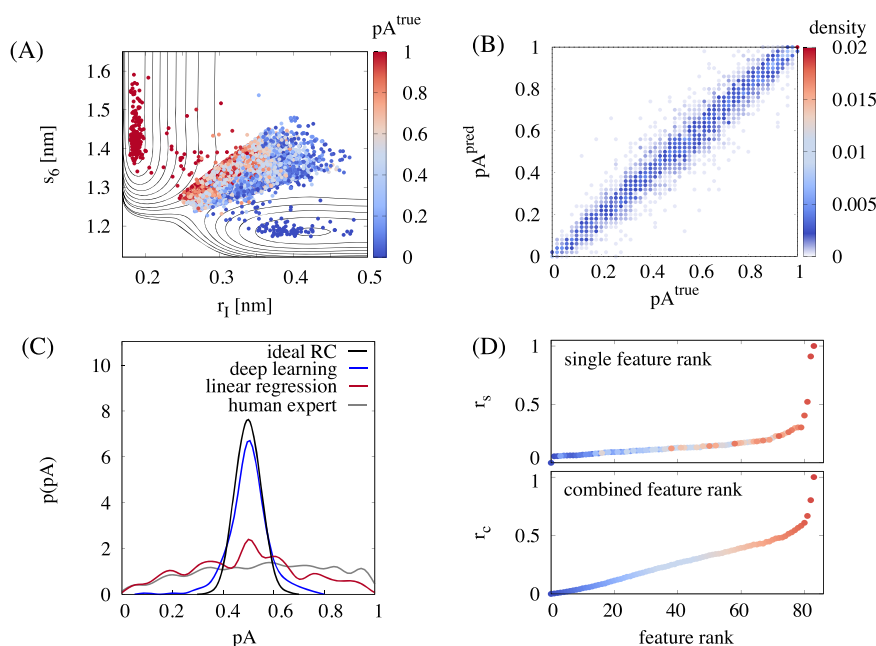 (A)
pA^true
1.6
1.5
1.4
1.3
1.2
s_6 [nm]
0.2
0.3
0.4
0.5
r_I [nm]
1
0.8
0.6
0.4
0.2
0
(B)
density
1
0.8
0.6
0.4
0.2
0
pA^pred
0
0.2
0.4
0.6
0.8
1
pA^true
0.02
0.015
0.01
0.005
0
(C)
10
8
6
4
2
0
p(pA)
ideal RC
deep learning
linear regression
human expert
0
0.2
0.4
0.6
0.8
1
pA
(D)
single feature rank
1
0.5
r_s
combined feature rank
1
0.5
0
r_c
0
20
40
60
80
feature rank